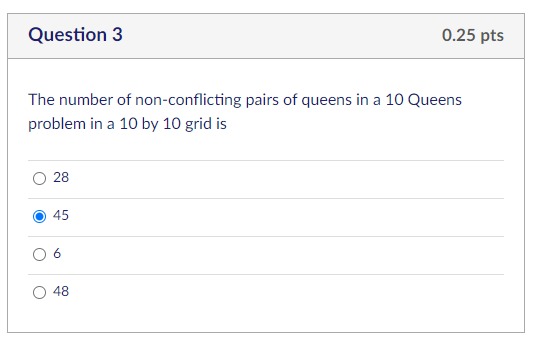 Question 3
0.25 pts
The number of non-conflicting pairs of queens in a 10 Queens
problem in a 10 by 10 grid is
28
45
6
48